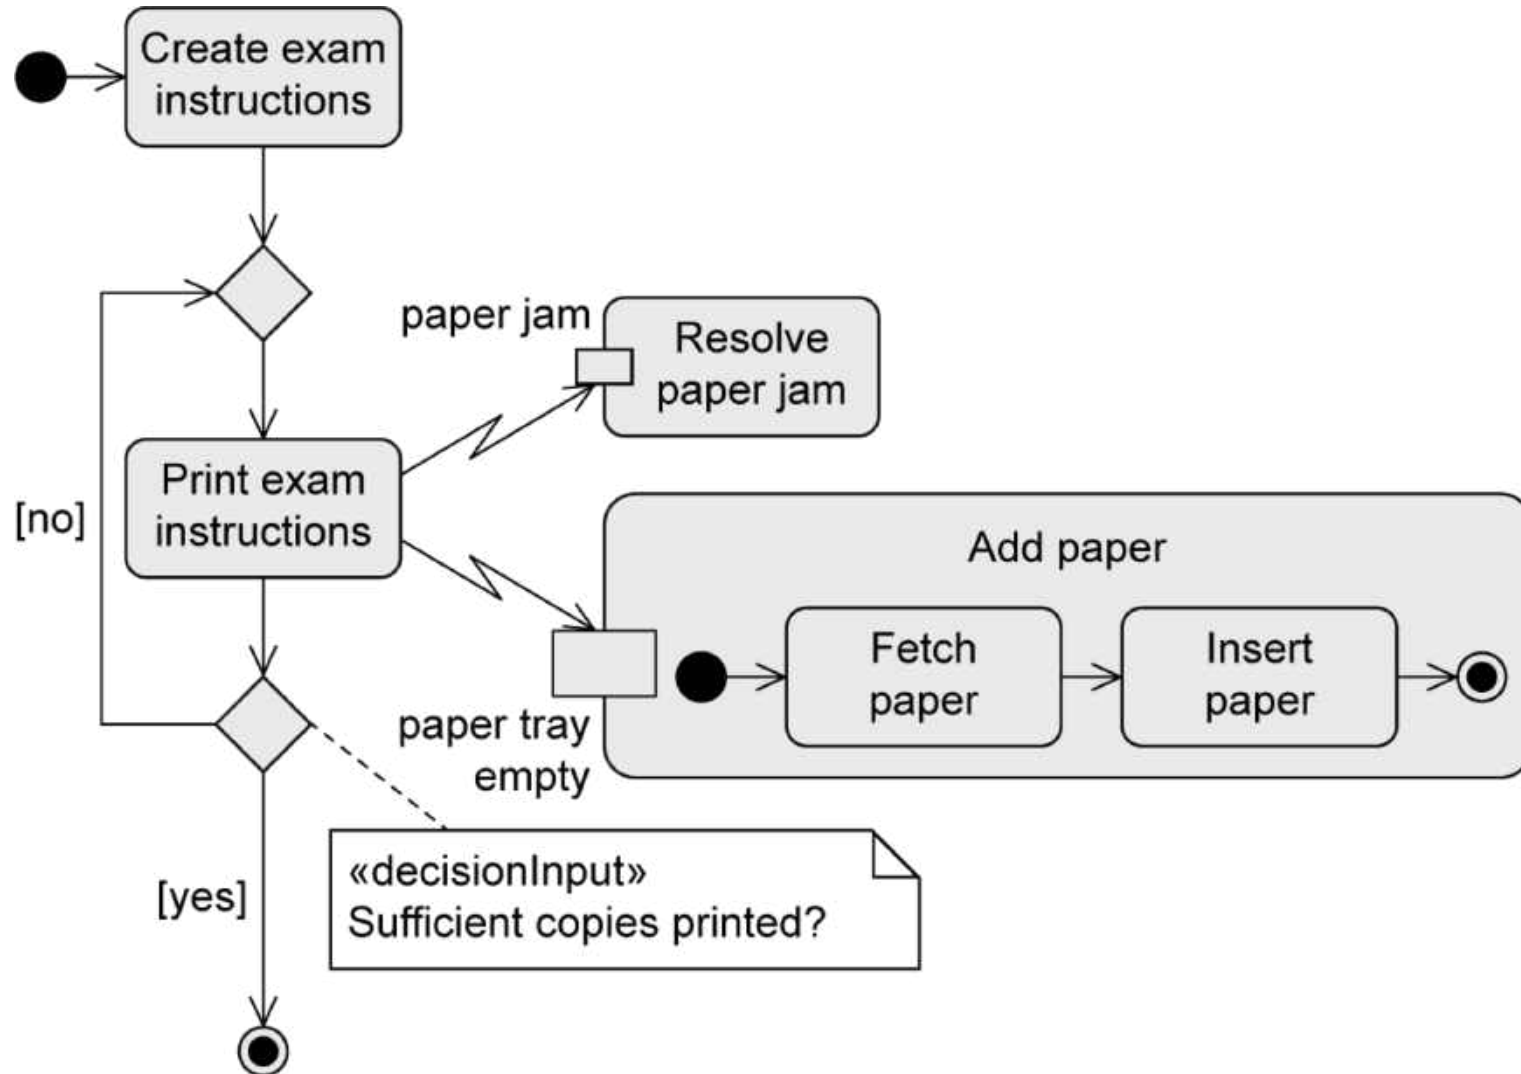 Create exam
instructions
paper jam
Resolve
paper jam
Print exam
instructions
[no]
Add paper
Fetch
paper
Insert
paper
paper tray
empty
«decisionInput»
Sufficient copies printed?
[yes]